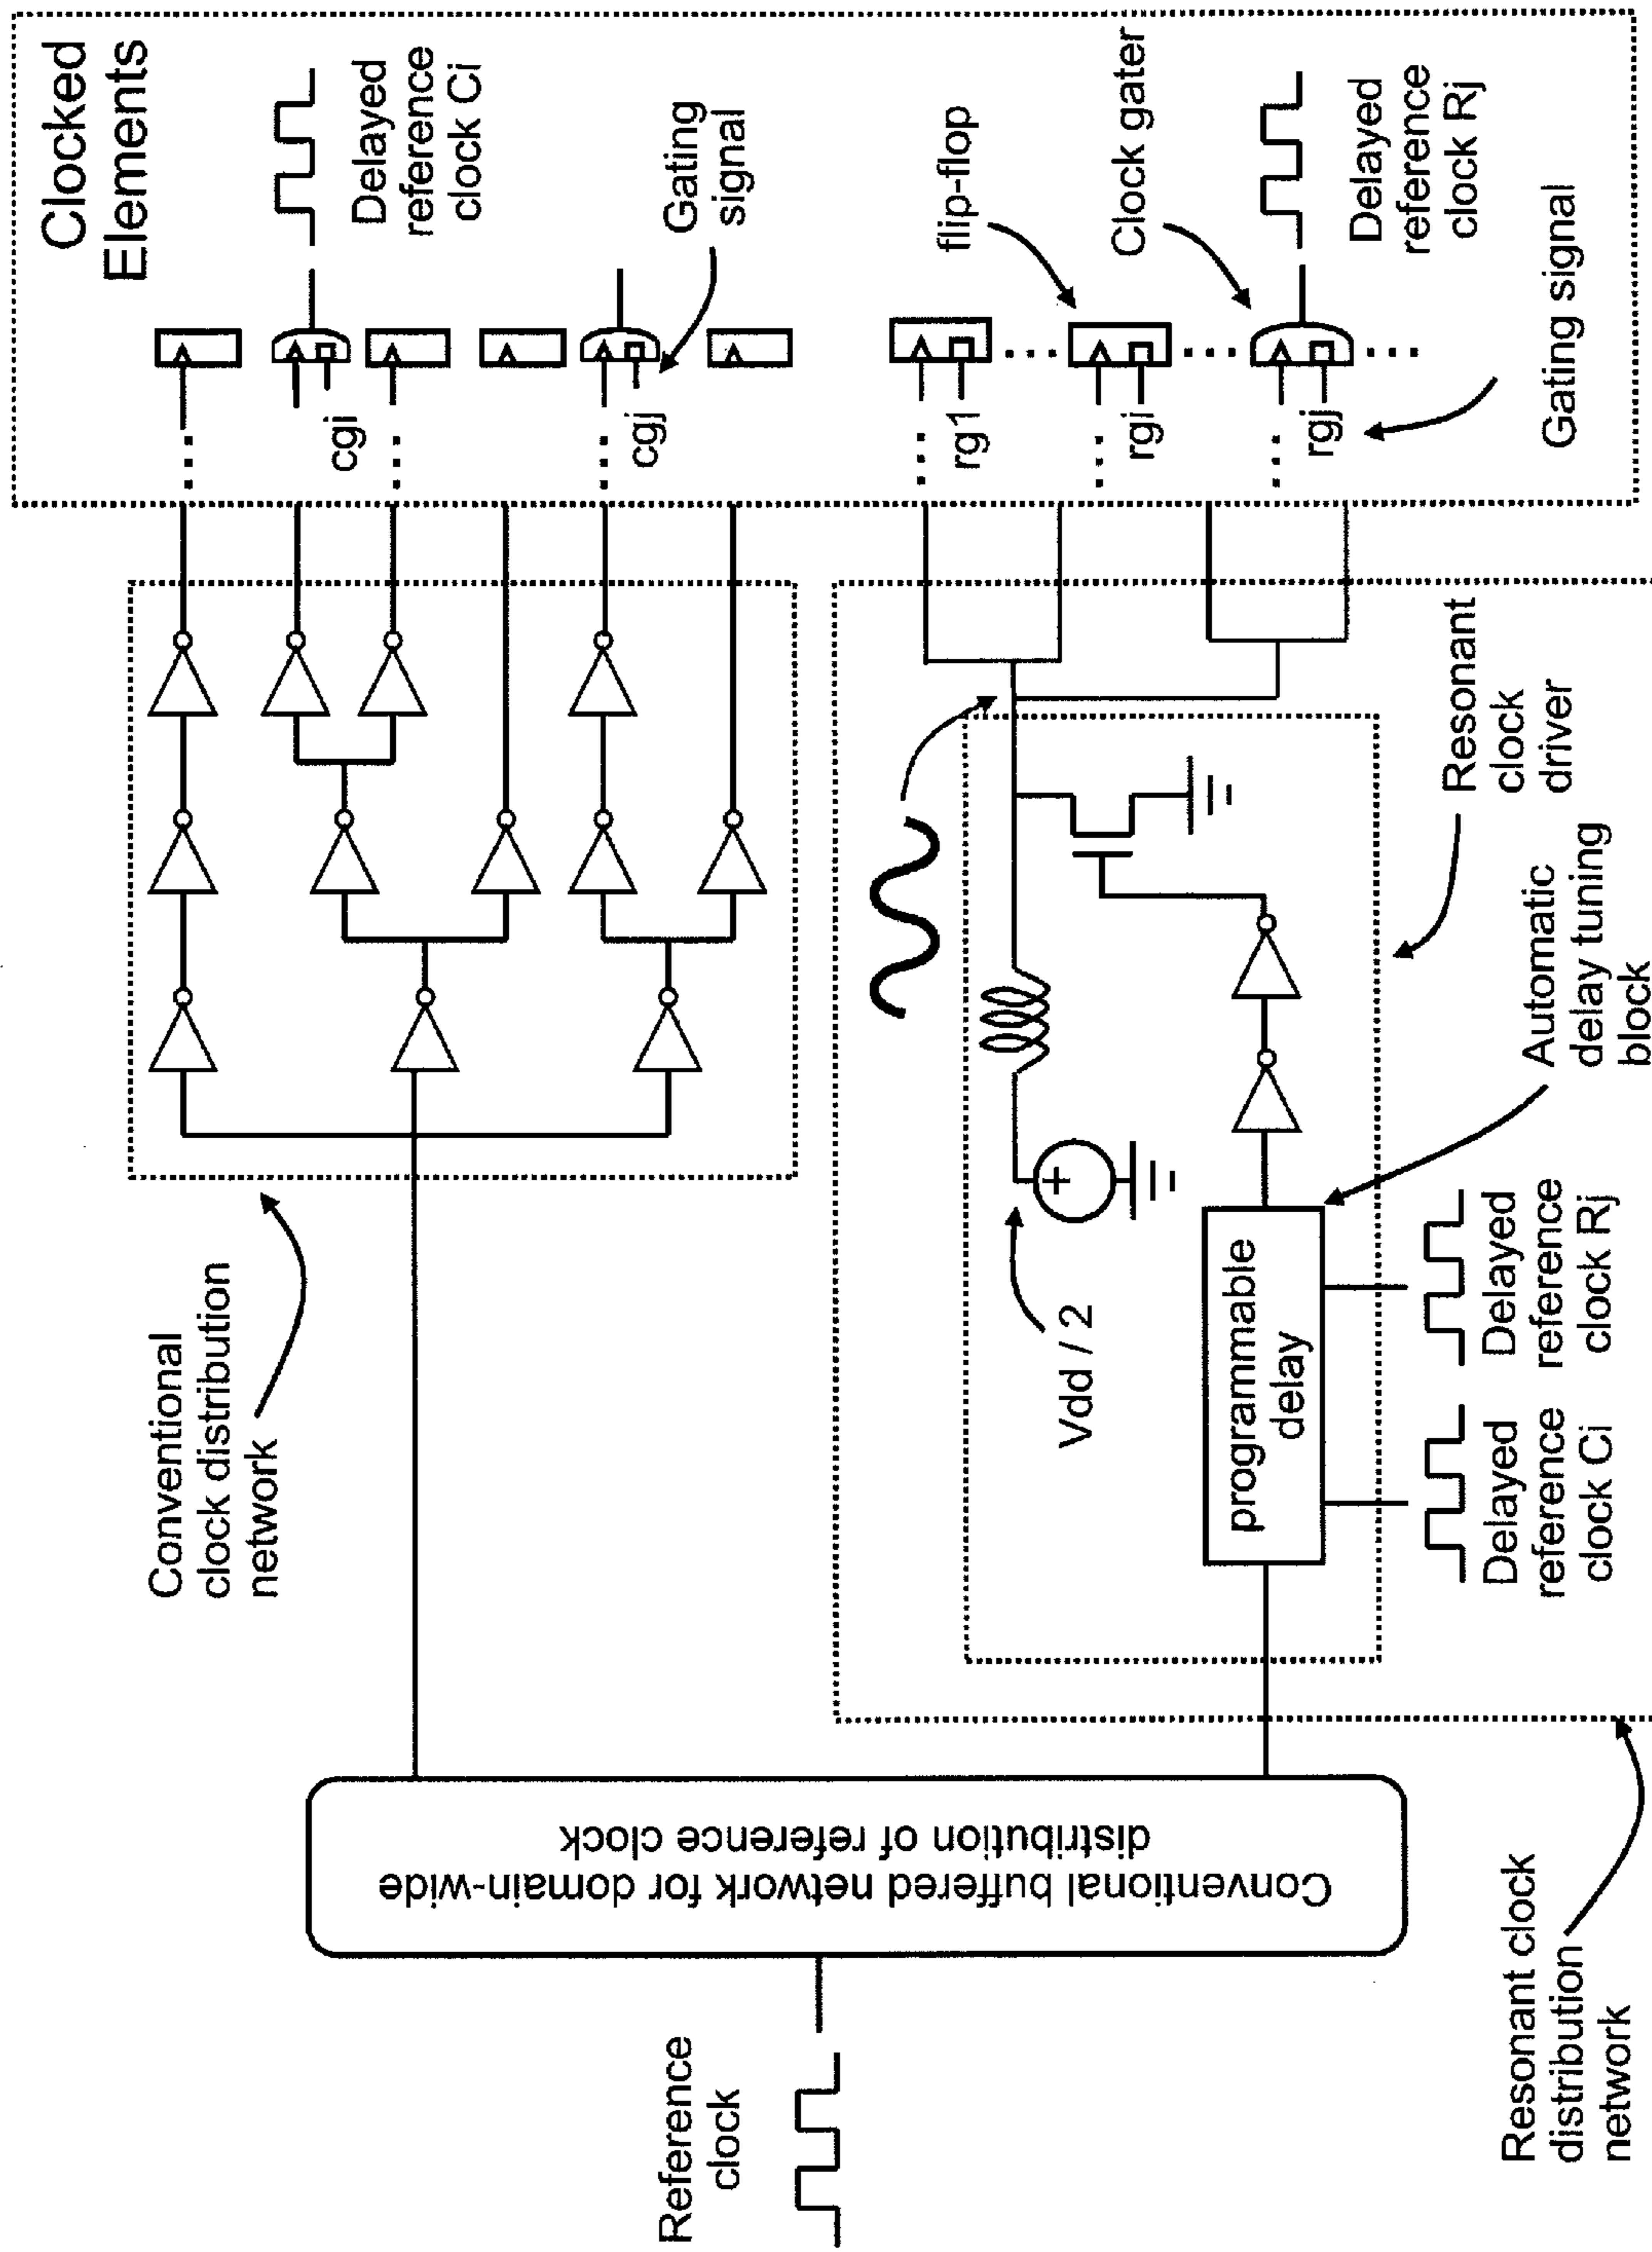 Clocked
Elements
Delayed
reference
clock Ci
Gating
signal
flip-flop
Clock gater
Delayed
reference
clock Rj
Gating signal
cgi
cgj
rg1
rgi
rgj
Conventional
clock distribution
network
Resonant
clock
driver
Automatic
delay tuning
block
Vdd / 2
programmable
delay
Delayed
reference
clock Ci
Delayed
reference
clock Rj
Conventional buffered network for domain-wide
distribution of reference clock
Reference
clock
Resonant clock
distribution
network